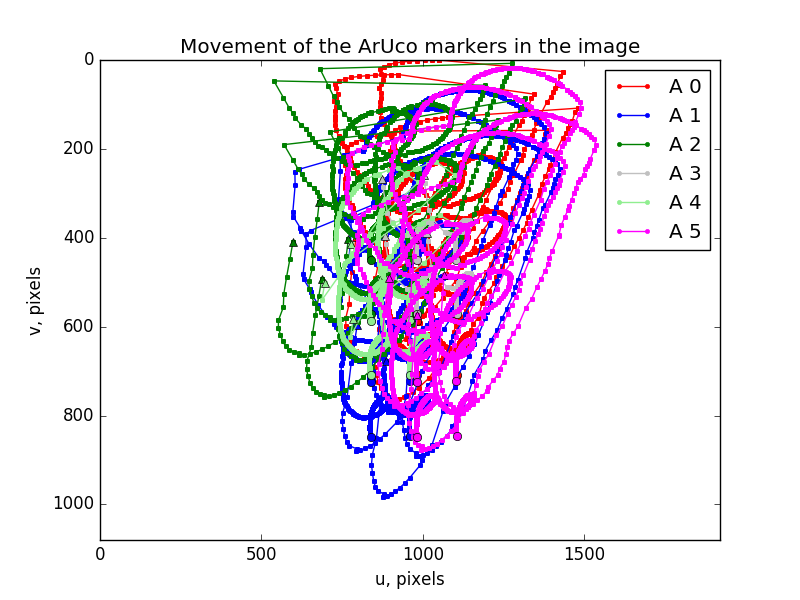 Movement of the ArUco markers in the image
0
200
400
600
800
1000
v, pixels
0 500 1000 1500
u, pixels
A 0
A 1
A 2
A 3
A 4
A 5